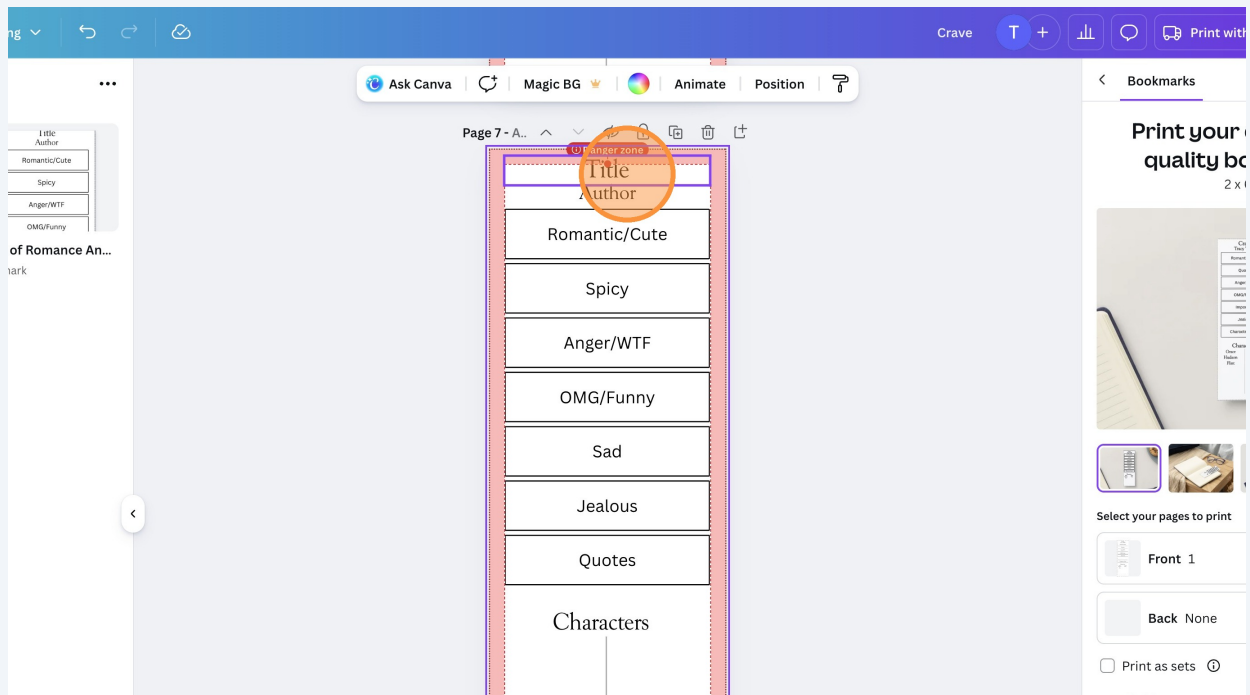 ng
Crave
T
+
Print with
Ask Canva
Magic BG
Animate
Position
Bookmarks
Page 7 - A..
Danger zone
Title
Author
Romantic/Cute
Spicy
Anger/WTF
OMG/Funny
Sad
Jealous
Quotes
Characters
Title
Author
Romantic/Cute
Spicy
Anger/WTF
OMG/Funny
of Romance An...
mark
Print your
quality bo
2 x
Select your pages to print
Front 1
Back None
Print as sets